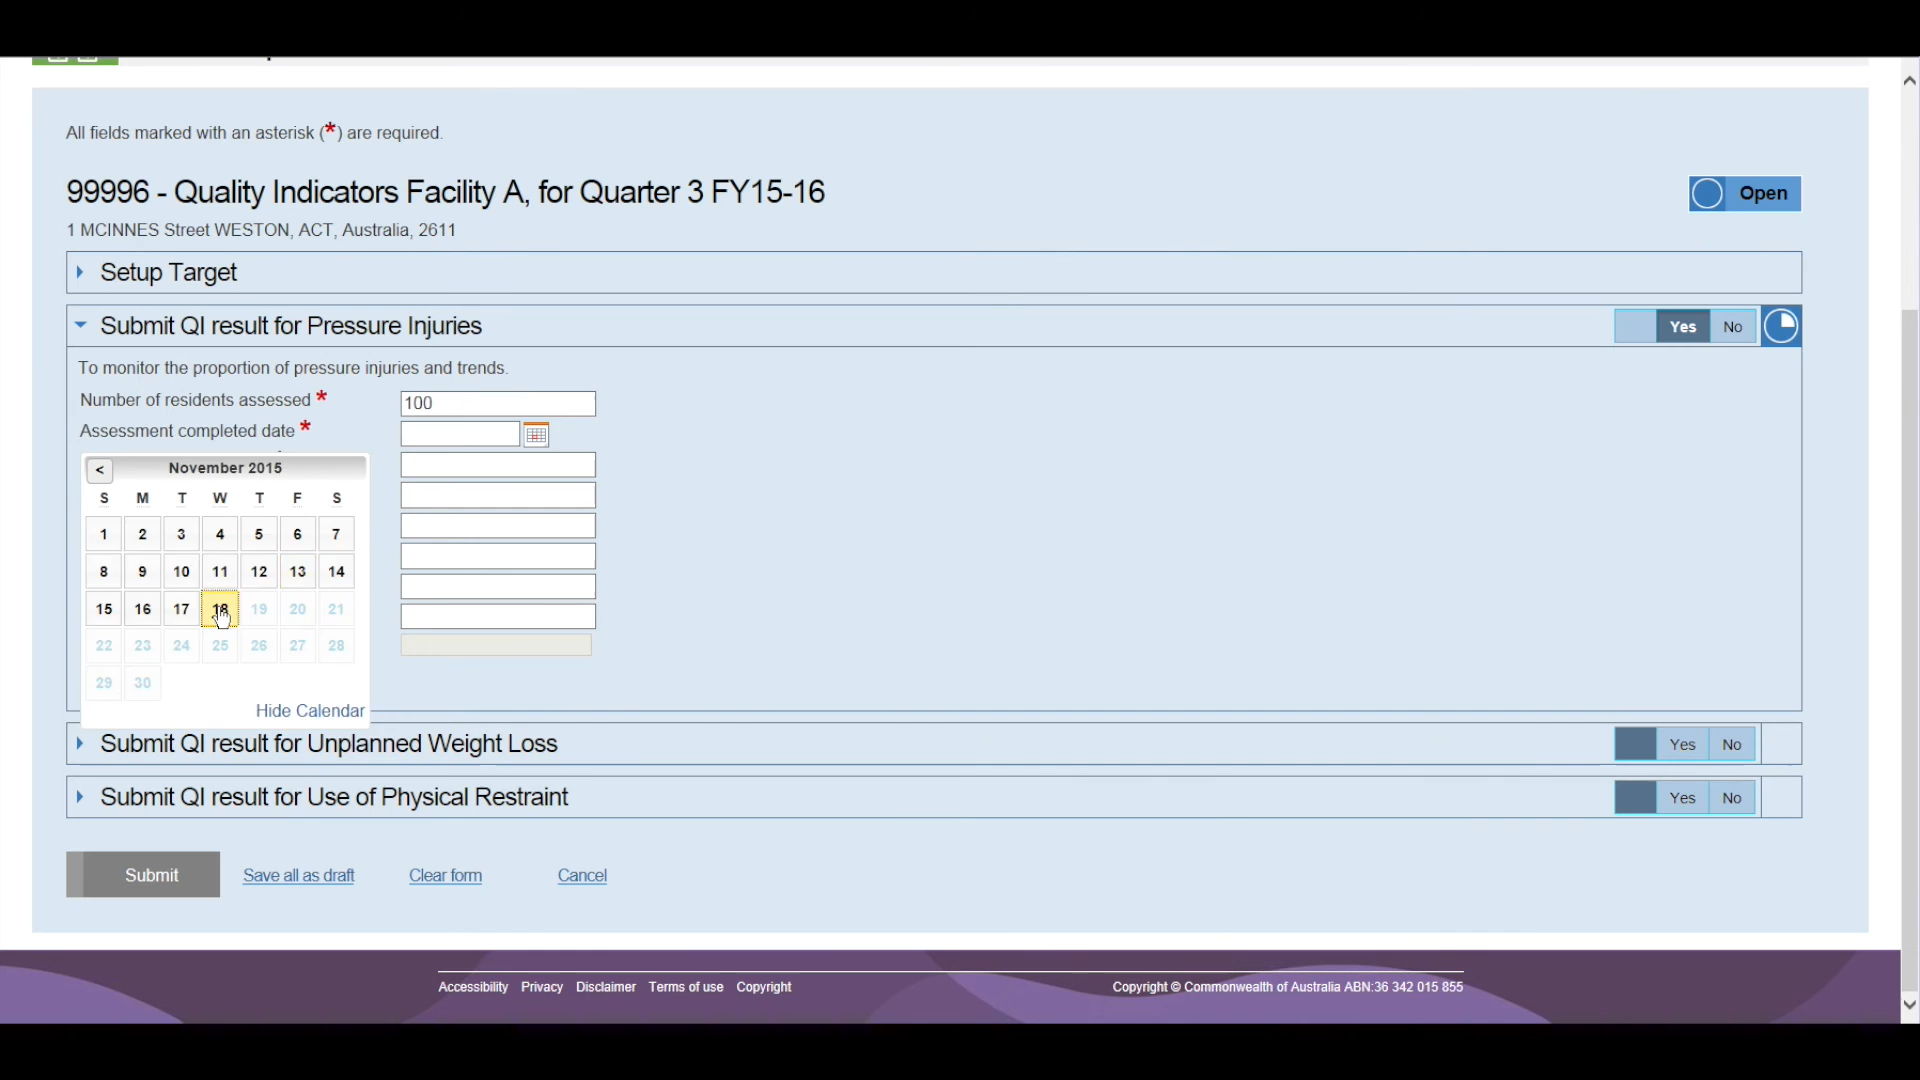 All fields marked with an asterisk (*) are required.
99996 - Quality Indicators Facility A, for Quarter 3 FY15-16
Open
1 MCINNES Street WESTON, ACT, Australia, 2611
Setup Target
Submit QI result for Pressure Injuries
Yes No
To monitor the proportion of pressure injuries and trends.
Number of residents assessed *
100
Assessment completed date *
<
November 2015
S M T W T F S
1 2 3 4 5 6 7
8 9 10 11 12 13 14
15 16 17 18 19 20 21
22 23 24 25 26 27 28
29 30
Hide Calendar
Submit QI result for Unplanned Weight Loss
Yes No
Submit QI result for Use of Physical Restraint
Yes No
Submit Save all as draft Clear form Cancel
Accessibility Privacy Disclaimer Terms of use Copyright
Copyright © Commonwealth of Australia ABN:36 342 015 855